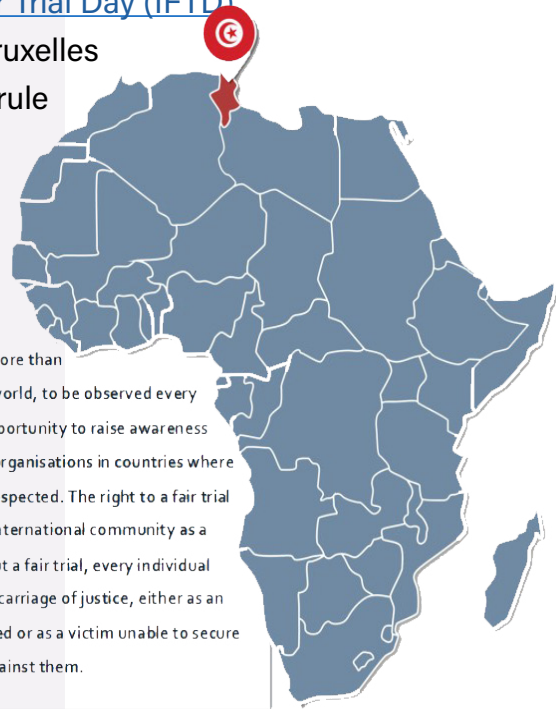 Trial Day (IFTD)
ruxelles
rule
ore than
vorld, to be observed every
portunity to raise awareness
rganisations in countries where
spected. The right to a fair trial
nternational community as a
t a fair trial, every individual
carriage of justice, either as an
ed or as a victim unable to secure
ainst them.